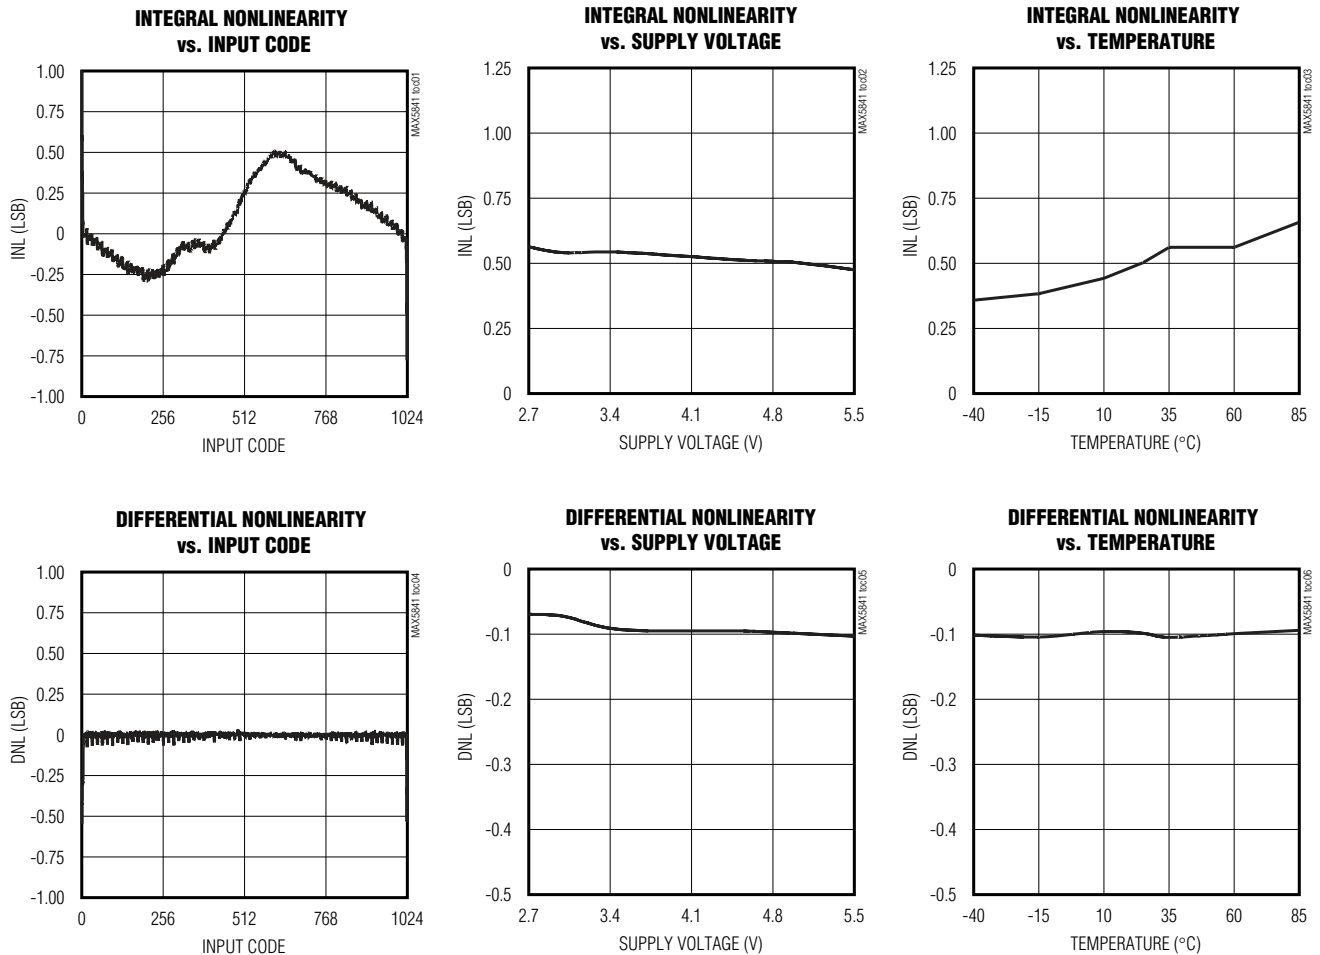 INTEGRAL NONLINEARITY
vs. INPUT CODE
MAX5841 toc01
1.00
0.75
0.50
0.25
0
-0.25
-0.50
-0.75
-1.00
INL (LSB)
0 256 512 768 1024
INPUT CODE
INTEGRAL NONLINEARITY
vs. SUPPLY VOLTAGE
MAX5841 toc02
1.25
1.00
0.75
0.50
0.25
0
INL (LSB)
2.7 3.4 4.1 4.8 5.5
SUPPLY VOLTAGE (V)
INTEGRAL NONLINEARITY
vs. TEMPERATURE
MAX5841 toc03
1.25
1.00
0.75
0.50
0.25
0
INL (LSB)
-40 -15 10 35 60 85
TEMPERATURE (°C)
DIFFERENTIAL NONLINEARITY
vs. INPUT CODE
MAX5841 toc04
1.00
0.75
0.50
0.25
0
-0.25
-0.50
-0.75
-1.00
DNL (LSB)
0 256 512 768 1024
INPUT CODE
DIFFERENTIAL NONLINEARITY
vs. SUPPLY VOLTAGE
MAX5841 toc05
0
-0.1
-0.2
-0.3
-0.4
-0.5
DNL (LSB)
2.7 3.4 4.1 4.8 5.5
SUPPLY VOLTAGE (V)
DIFFERENTIAL NONLINEARITY
vs. TEMPERATURE
MAX5841 toc06
0
-0.1
-0.2
-0.3
-0.4
-0.5
DNL (LSB)
-40 -15 10 35 60 85
TEMPERATURE (°C)